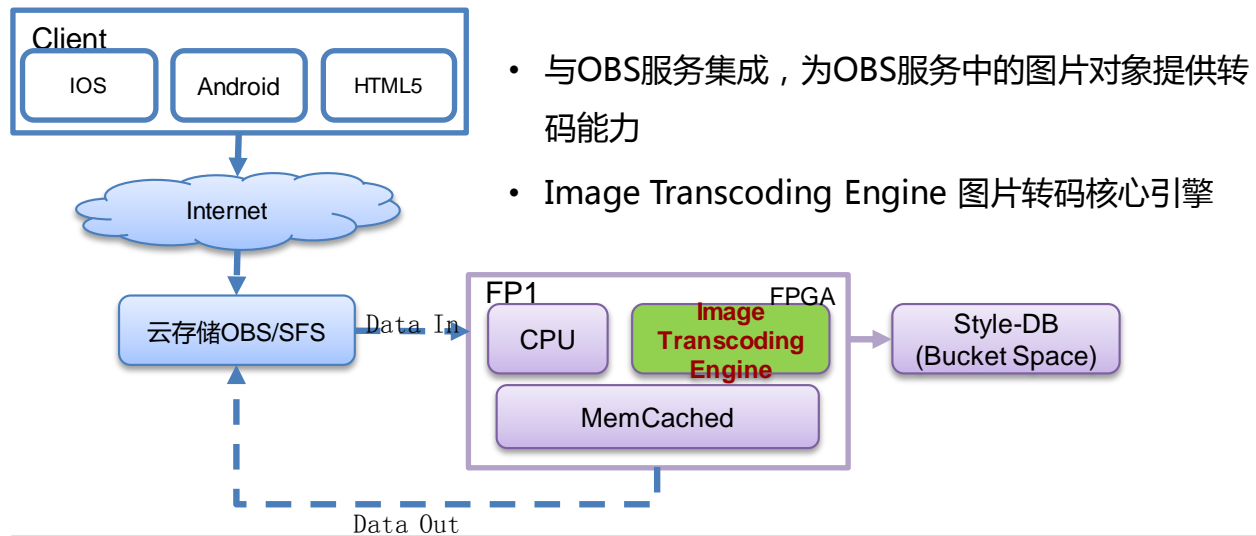 Client
IOS
Android
HTML5
Internet
云存储OBS/SFS
Data In
FP1
FPGA
CPU
Image
Transcoding
Engine
MemCached
Style-DB
(Bucket Space)
Data Out
• 与OBS服务集成，为OBS服务中的图片对象提供转
码能力
• Image Transcoding Engine 图片转码核心引擎